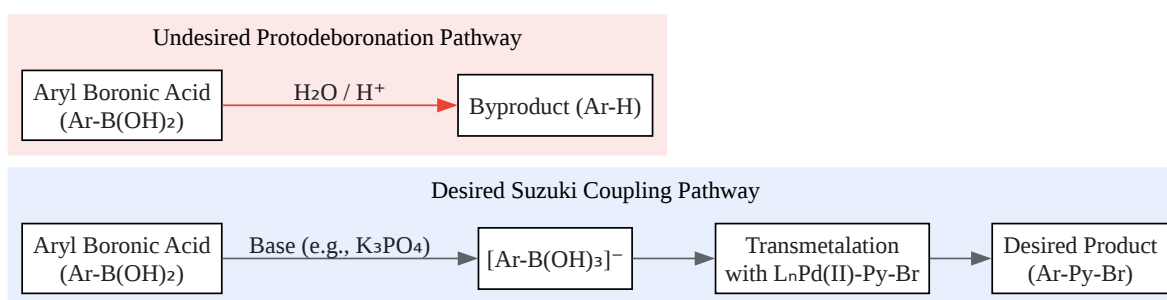 Undesired Protodeboronation Pathway
Aryl Boronic Acid
(Ar-B(OH)₂)
H₂O / H⁺
Byproduct (Ar-H)
Desired Suzuki Coupling Pathway
Aryl Boronic Acid
(Ar-B(OH)₂)
Base (e.g., K₃PO₄)
[Ar-B(OH)₃]⁻
Transmetalation
with LₙPd(II)-Py-Br
Desired Product
(Ar-Py-Br)